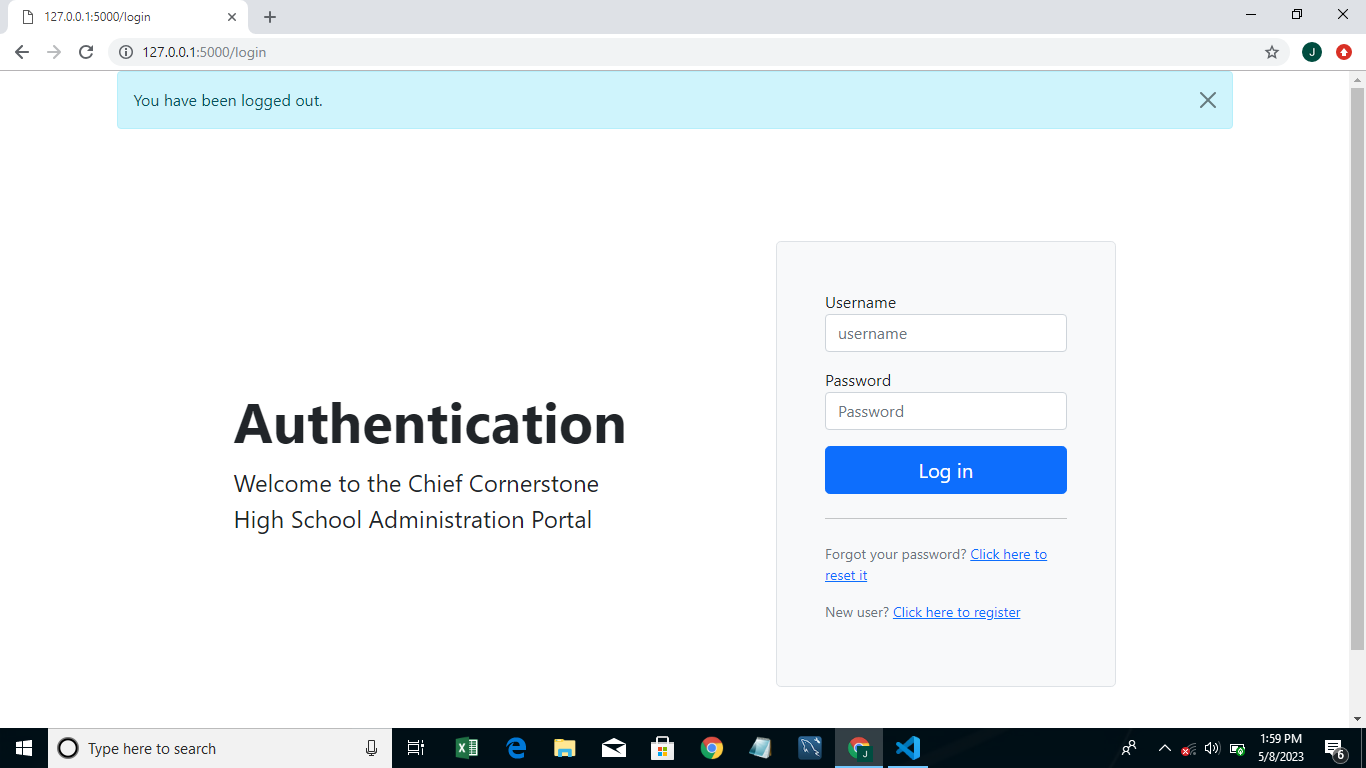 127.0.0.1:5000/login
127.0.0.1:5000/login
J
You have been logged out.
Username
username
Password
Password
Log in
Forgot your password? Click here to
reset it
New user? Click here to register
Authentication
Welcome to the Chief Cornerstone
High School Administration Portal
Type here to search
J
1:59 PM
5/8/2023
6